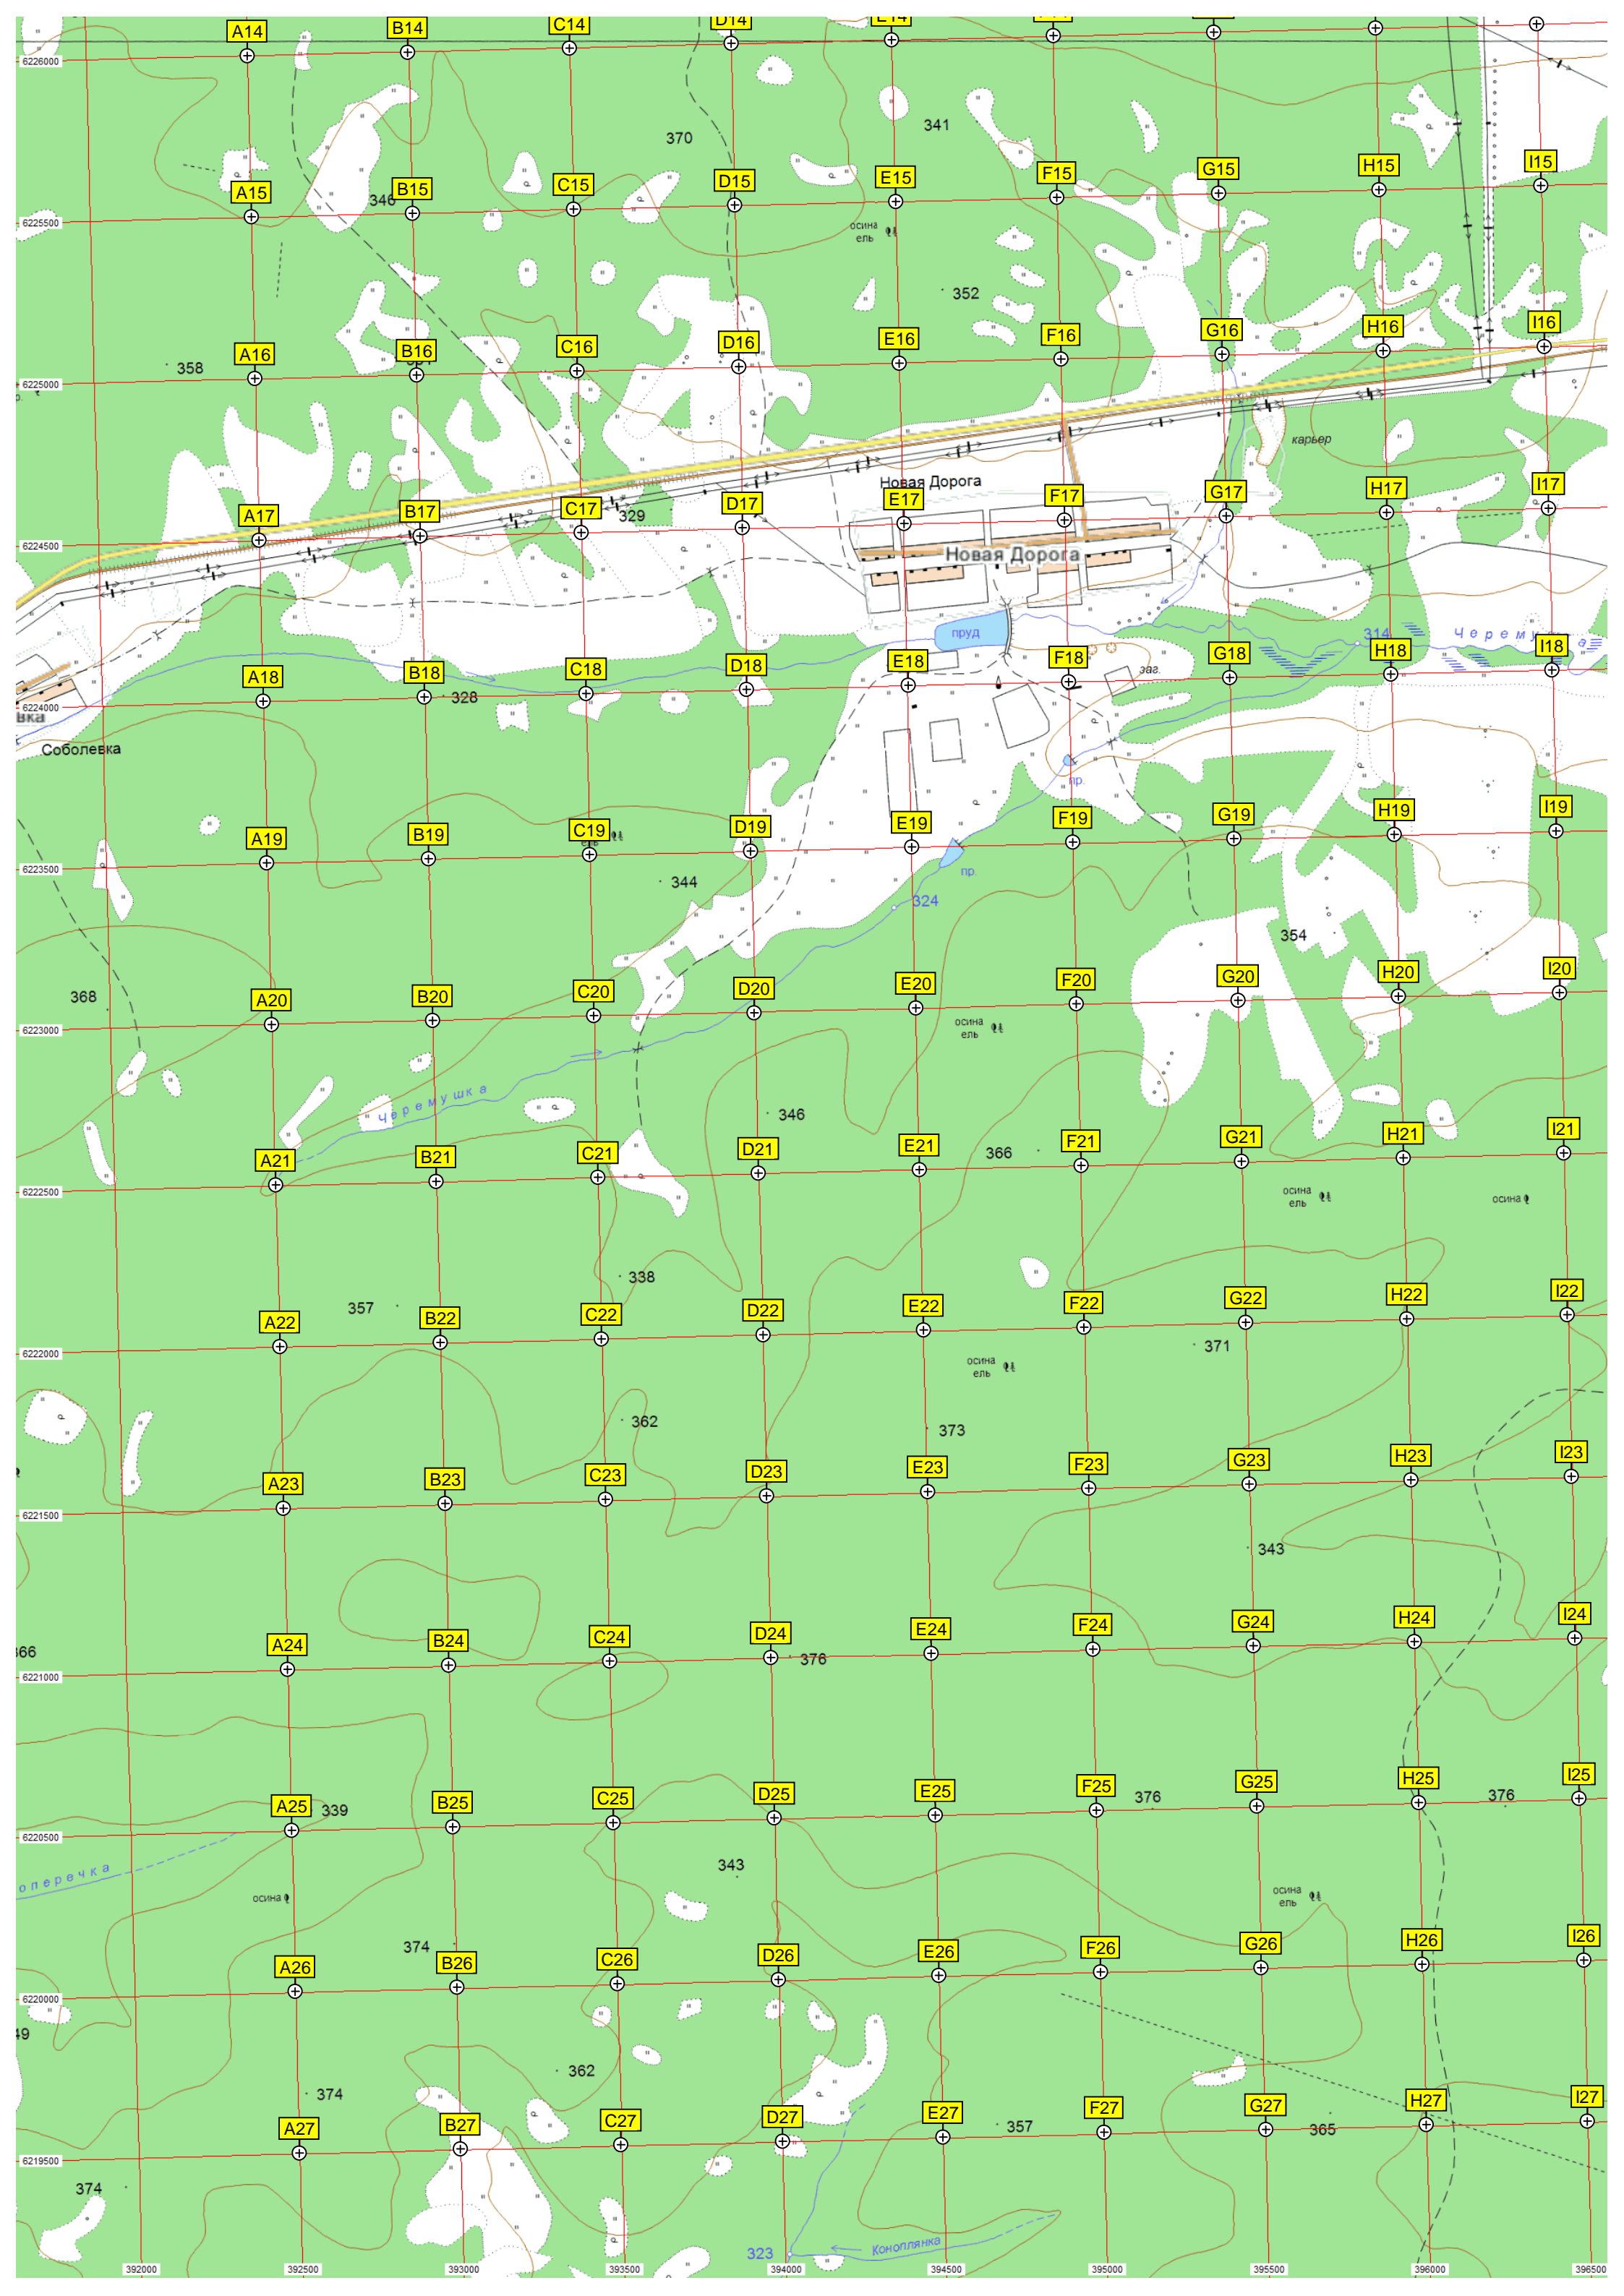 A14 B14 C14 D14 E14
6226000
370 341
A15 B15 C15 D15 E15 F15 G15 H15 I15
346
6225500
осина
ель
352
A16 B16 C16 D16 E16 F16 G16 H16 I16
358
6225000
карьер
Новая Дорога
A17 B17 C17 D17 E17 F17 G17 H17 I17
329
6224500
Новая Дорога
пруд
314
Черемушка
A18 B18 C18 D18 E18 F18 G18 H18 I18
328
заг.
6224000
вка
Соболевка
пр.
A19 B19 C19 D19 E19 F19 G19 H19 I19
ель
6223500
пр.
344
324
354
368
A20 B20 C20 D20 E20 F20 G20 H20 I20
6223000
осина
ель
Черемушка
346
366
A21 B21 C21 D21 E21 F21 G21 H21 I21
6222500
осина
ель
осина
338
357
A22 B22 C22 D22 E22 F22 G22 H22 I22
371
6222000
осина
ель
362
373
A23 B23 C23 D23 E23 F23 G23 H23 I23
6221500
343
A24 B24 C24 D24 E24 F24 G24 H24 I24
366
376
6221000
A25 B25 C25 D25 E25 F25 G25 H25 I25
339
376
376
6220500
343
оперечка
осина
осина
ель
374
A26 B26 C26 D26 E26 F26 G26 H26 I26
6220000
49
362
374
A27 B27 C27 D27 E27 F27 G27 H27 I27
357
365
6219500
374
323
Коноплянка
392000 392500 393000 393500 394000 394500 395000 395500 396000 396500